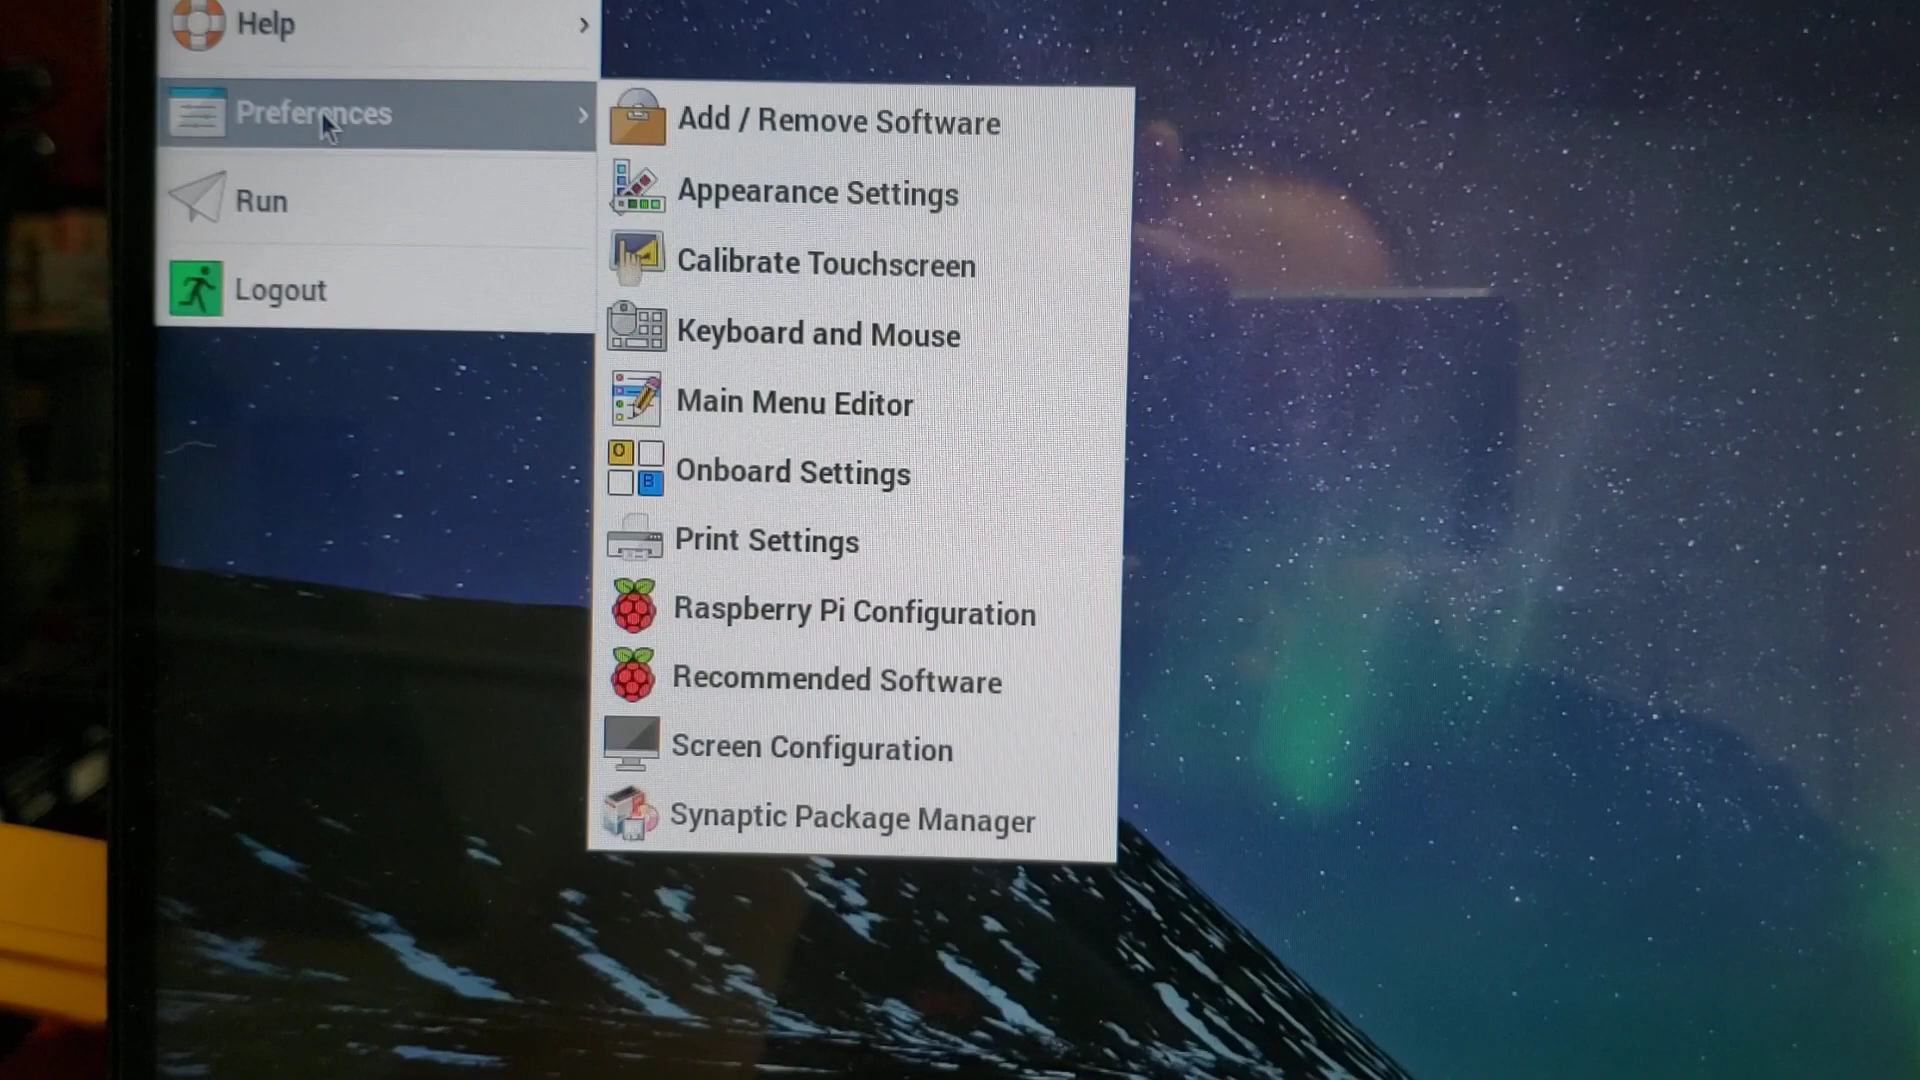 Help
Preferences
Run
Logout
Add / Remove Software
Appearance Settings
Calibrate Touchscreen
Keyboard and Mouse
Main Menu Editor
O
B
Onboard Settings
Print Settings
Raspberry Pi Configuration
Recommended Software
Screen Configuration
Synaptic Package Manager